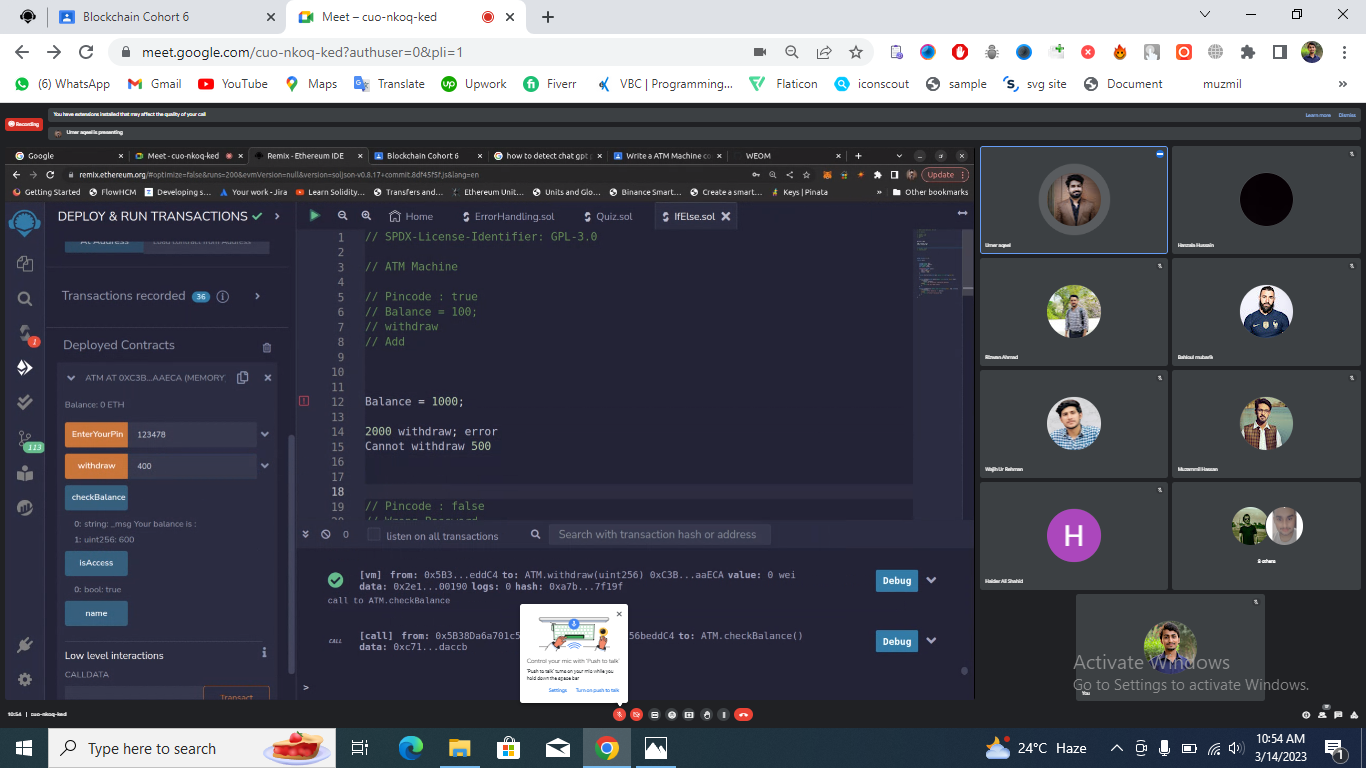 Blockchain Cohort 6
Meet – cuo-nkoq-ked
meet.google.com/cuo-nkoq-ked?authuser=0&pli=1
(6) WhatsApp Gmail YouTube Maps Translate Upwork Fiverr VBC | Programming... Flaticon iconscout sample svg site Document muzmil »
You have extensions installed that may affect the quality of your call Learn more Dismiss
Recording
Umer aqeel is presenting
Google Meet - cuo-nkoq-ked Remix - Ethereum IDE Blockchain Cohort 6 how to detect chat gpt p Write a ATM Machine co WEOM
remix.ethereum.org/#optimize=false&runs=200&evmVersion=null&version=soljson-v0.8.17+commit.8df45f5f.js&lang=en Update
Getting Started FlowHCM Developing s... Your work - Jira Learn Solidity... Transfers and... Ethereum Unit... Units and Glo... Binance Smart... Create a smart... Keys | Pinata » Other bookmarks
DEPLOY & RUN TRANSACTIONS
Home ErrorHandling.sol Quiz.sol IfElse.sol
At Address Load contract from Address
Transactions recorded 36
Deployed Contracts
ATM AT 0XC3B...AAECA (MEMORY)
Balance: 0 ETH
EnterYourPin 123478
withdraw 400
checkBalance
0: string: _msg Your balance is :
1: uint256: 600
isAccess
0: bool: true
name
Low level interactions
CALLDATA
Transact
1
113
1 // SPDX-License-Identifier: GPL-3.0
2
3 // ATM Machine
4
5 // Pincode : true
6 // Balance = 100;
7 // withdraw
8 // Add
9
10
11
12 Balance = 1000;
13
14 2000 withdraw; error
15 Cannot withdraw 500
16
17
18
19 // Pincode : false
20 // Wrong Password
0 listen on all transactions Search with transaction hash or address
[vm] from: 0x5B3...eddC4 to: ATM.withdraw(uint256) 0xC3B...aaECA value: 0 wei
data: 0x2e1...00190 logs: 0 hash: 0xa7b...7f19f
Debug
call to ATM.checkBalance
CALL [call] from: 0x5B38Da6a701c5 56beddC4 to: ATM.checkBalance()
data: 0xc71...daccb
Debug
>
Control your mic with 'Push to talk'
'Push to talk' turns on your mic while you
hold down the space bar
Settings Turn on push to talk
Umer aqeel
Hanzala Hussain
Rizwan Ahmad
Wajih Ur Rehman
Muzammil Hassan
H
Haider Ali Shahid
8 others
You
Activate Windows
Go to Settings to activate Windows.
10:54 | cuo-nkoq-ked
Type here to search
24°C Haze
10:54 AM
3/14/2023
1